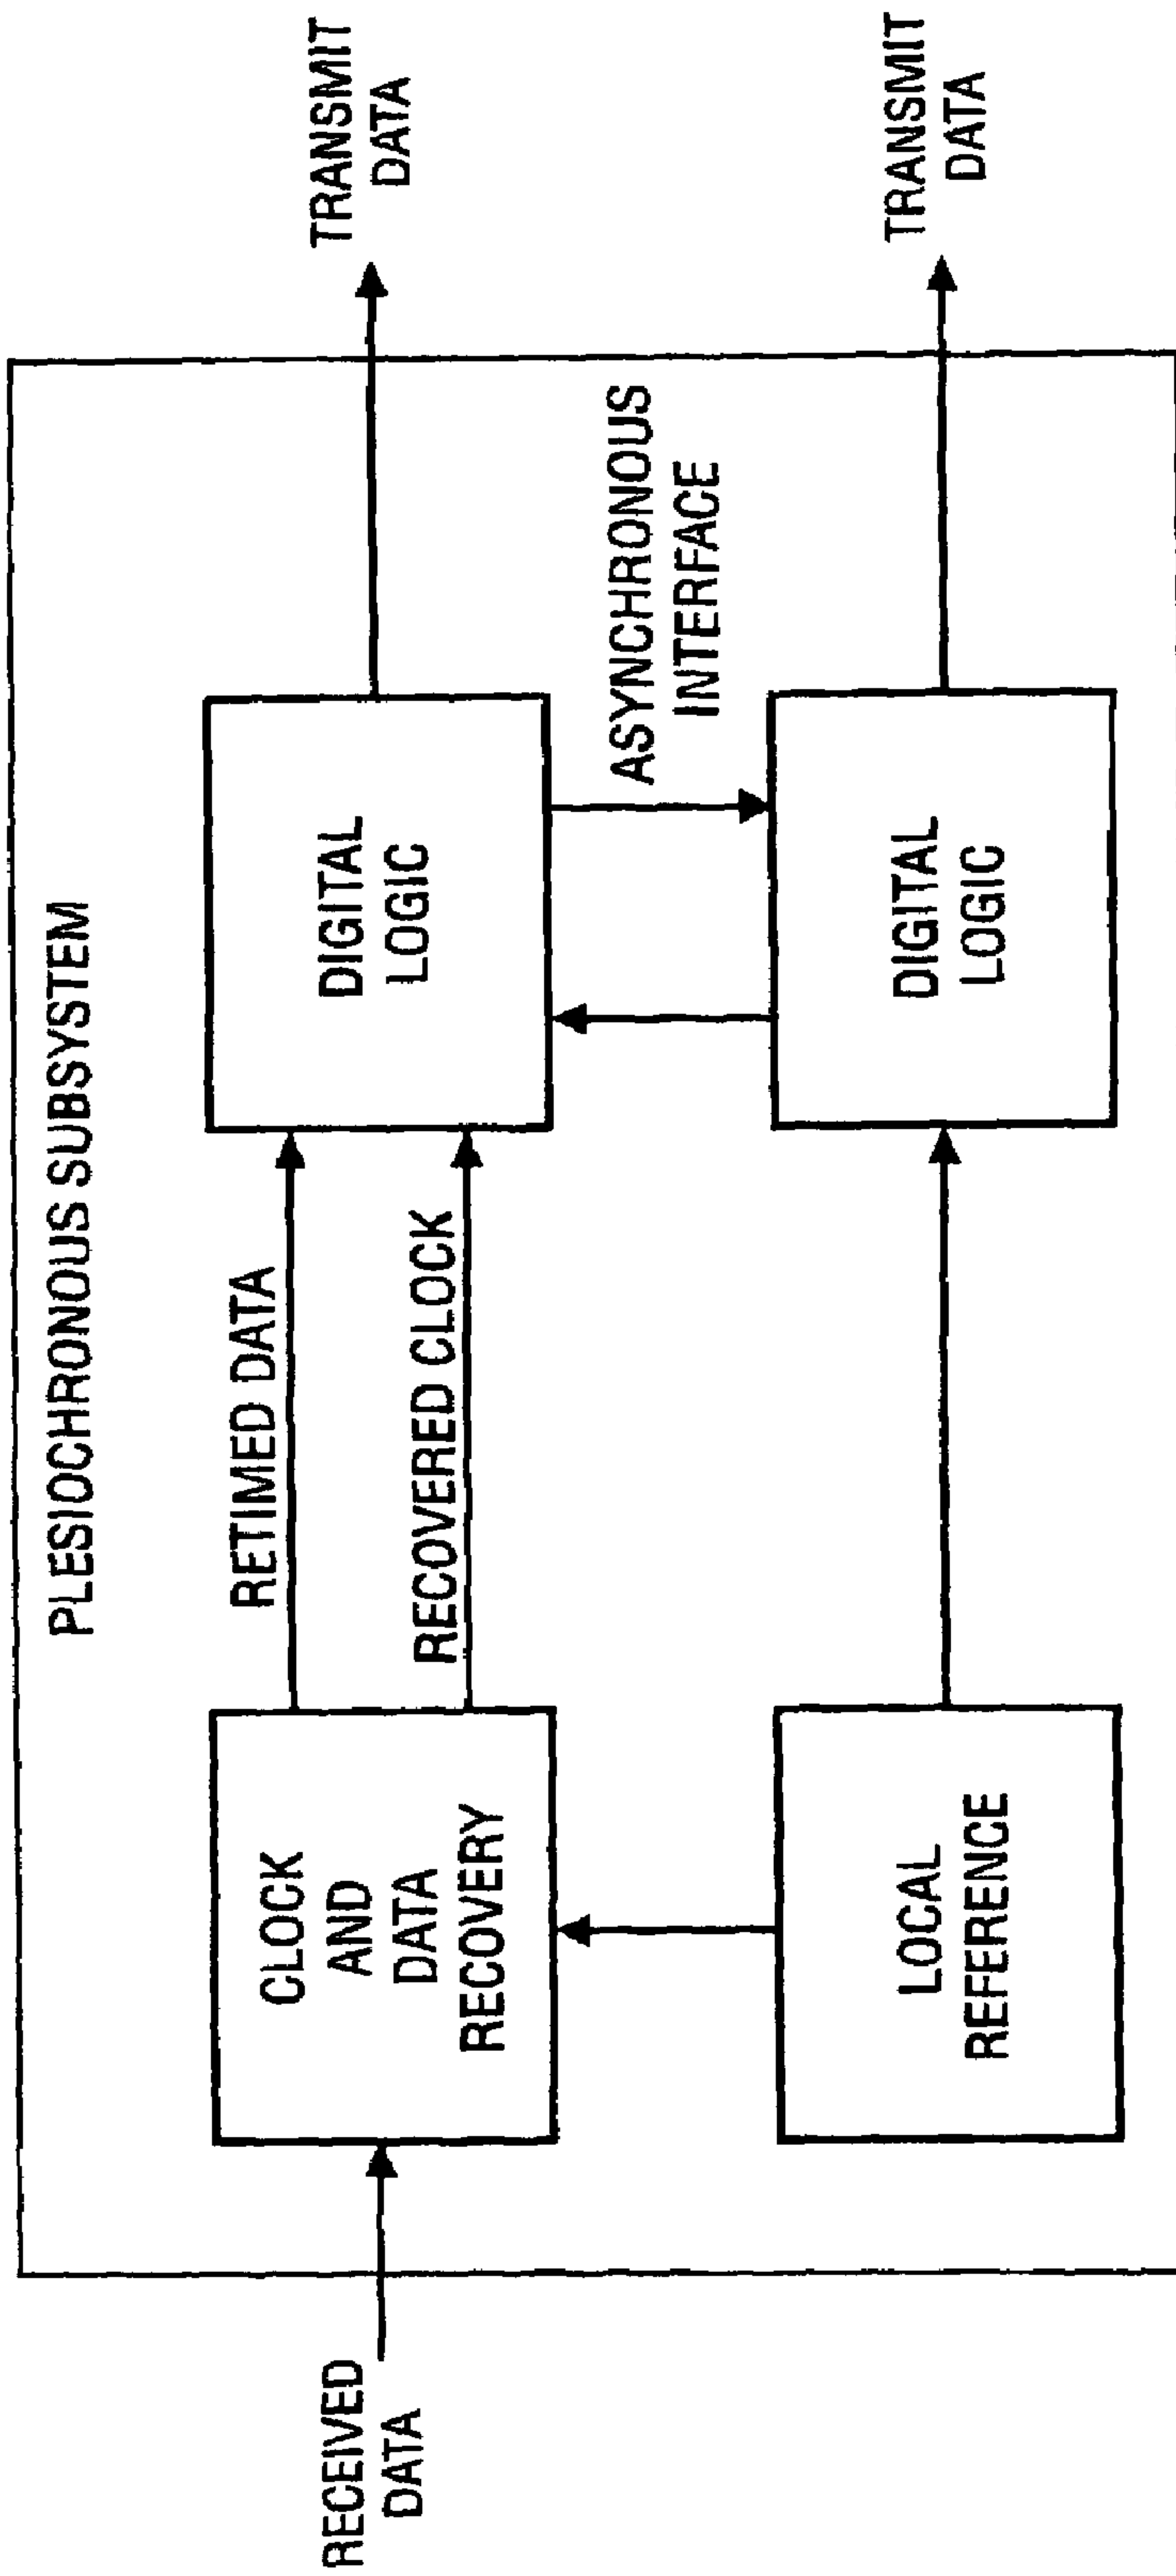 PLESIOCHRONOUS SUBSYSTEM
RECEIVED
DATA
CLOCK
AND
DATA
RECOVERY
RETIMED DATA
RECOVERED CLOCK
DIGITAL
LOGIC
TRANSMIT
DATA
ASYNCHRONOUS
INTERFACE
LOCAL
REFERENCE
DIGITAL
LOGIC
TRANSMIT
DATA